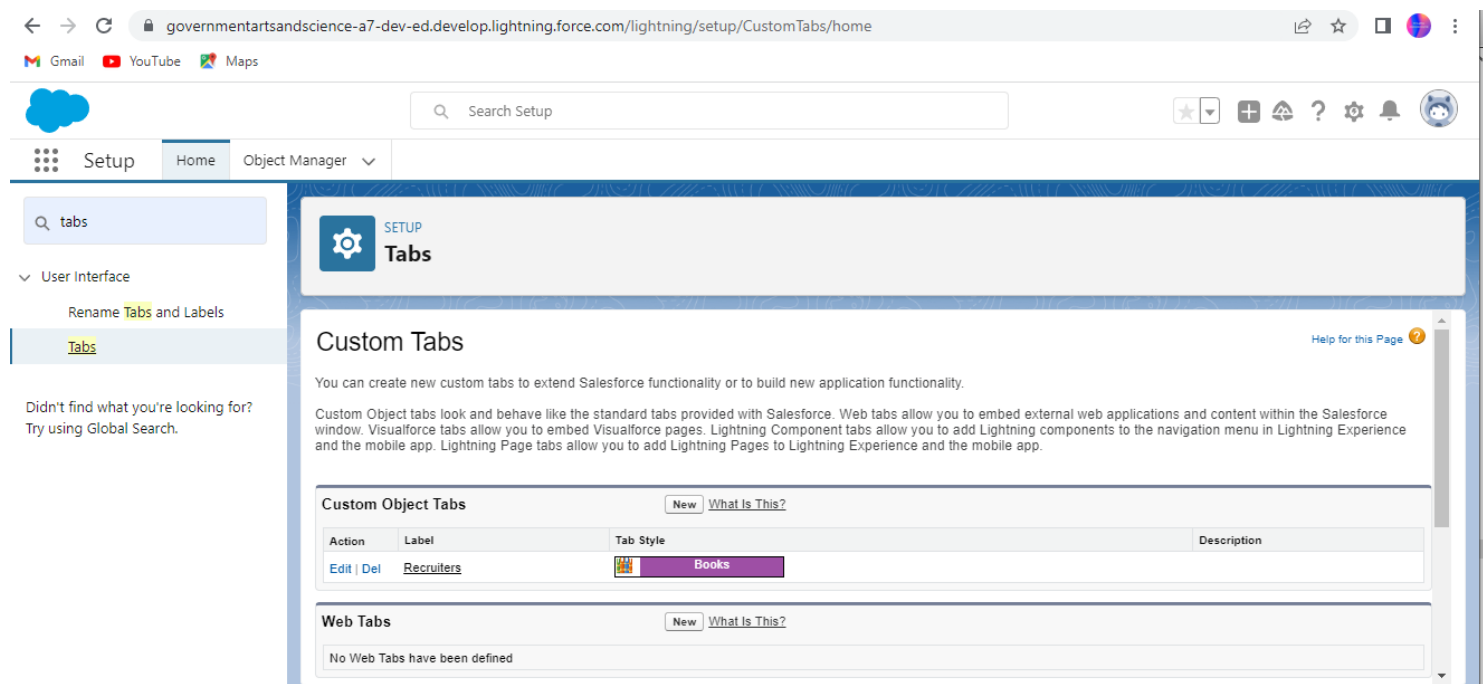 governmentartsandscience-a7-dev-ed.develop.lightning.force.com/lightning/setup/CustomTabs/home
Gmail YouTube Maps
Search Setup
Setup Home Object Manager
tabs
User Interface
Rename Tabs and Labels
Tabs
Didn't find what you're looking for?
Try using Global Search.
SETUP
Tabs
Custom Tabs
Help for this Page
You can create new custom tabs to extend Salesforce functionality or to build new application functionality.
Custom Object tabs look and behave like the standard tabs provided with Salesforce. Web tabs allow you to embed external web applications and content within the Salesforce
window. Visualforce tabs allow you to embed Visualforce pages. Lightning Component tabs allow you to add Lightning components to the navigation menu in Lightning Experience
and the mobile app. Lightning Page tabs allow you to add Lightning Pages to Lightning Experience and the mobile app.
Custom Object Tabs New What Is This?
Action Label Tab Style Description
Edit | Del Recruiters Books
Web Tabs New What Is This?
No Web Tabs have been defined